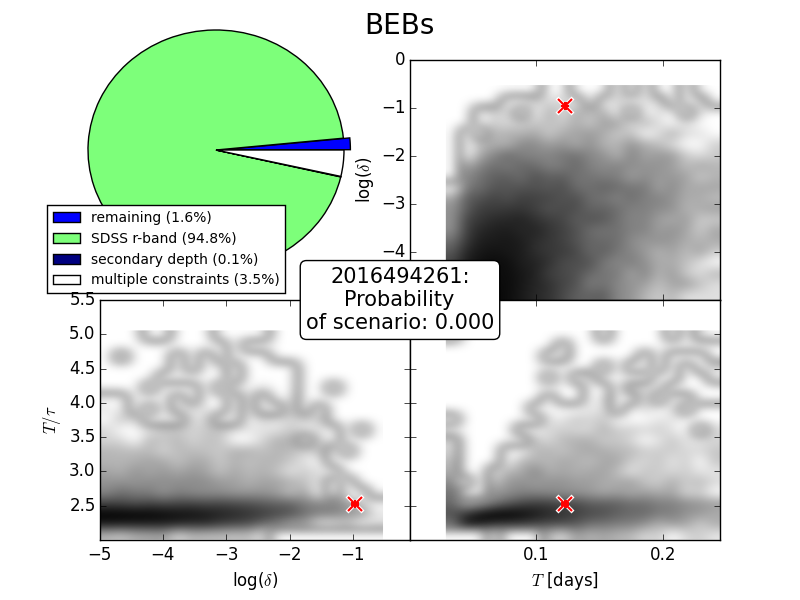 BEBs
remaining (1.6%)
SDSS r-band (94.8%)
secondary depth (0.1%)
multiple constraints (3.5%)
0
−1
−2
−3
−4
log(δ)
2016494261:
Probability
of scenario: 0.000
5.5
5.0
4.5
4.0
3.5
3.0
2.5
T/τ
−5 −4 −3 −2 −1
log(δ)
0.1 0.2
T [days]